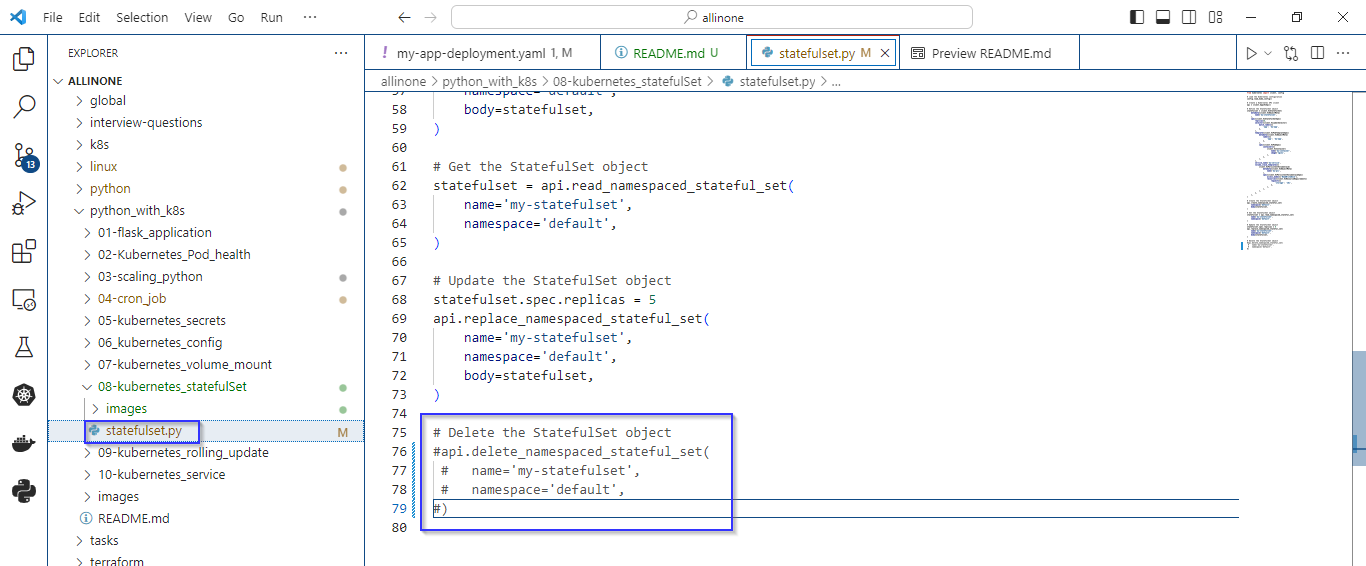 File Edit Selection View Go Run ··· allinone
EXPLORER ···
ALLINONE
global
interview-questions
k8s
linux
python
python_with_k8s
01-flask_application
02-Kubernetes_Pod_health
03-scaling_python
04-cron_job
05-kubernetes_secrets
06_kubernetes_config
07-kubernetes_volume_mount
08-kubernetes_statefulSet
images
statefulset.py M
09-kubernetes_rolling_update
10-kubernetes_service
images
README.md
tasks
terraform
13
! my-app-deployment.yaml 1, M README.md U statefulset.py M Preview README.md ···
allinone > python_with_k8s > 08-kubernetes_statefulSet > statefulset.py > ...
57 namespace='default',
58 body=statefulset,
59 )
60
61 # Get the StatefulSet object
62 statefulset = api.read_namespaced_stateful_set(
63 name='my-statefulset',
64 namespace='default',
65 )
66
67 # Update the StatefulSet object
68 statefulset.spec.replicas = 5
69 api.replace_namespaced_stateful_set(
70 name='my-statefulset',
71 namespace='default',
72 body=statefulset,
73 )
74
75 # Delete the StatefulSet object
76 #api.delete_namespaced_stateful_set(
77 #   name='my-statefulset',
78 #   namespace='default',
79 #)
80